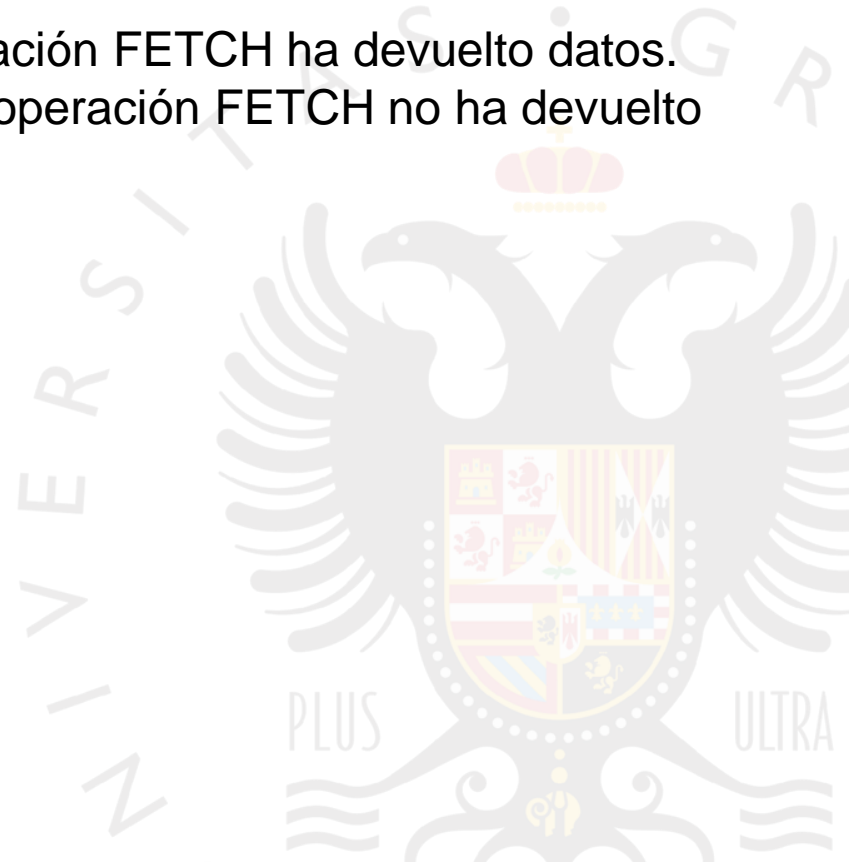 ación FETCH ha devuelto datos.
operación FETCH no ha devuelto
V E R S I T A S · G R
N I
PLUS ULTRA